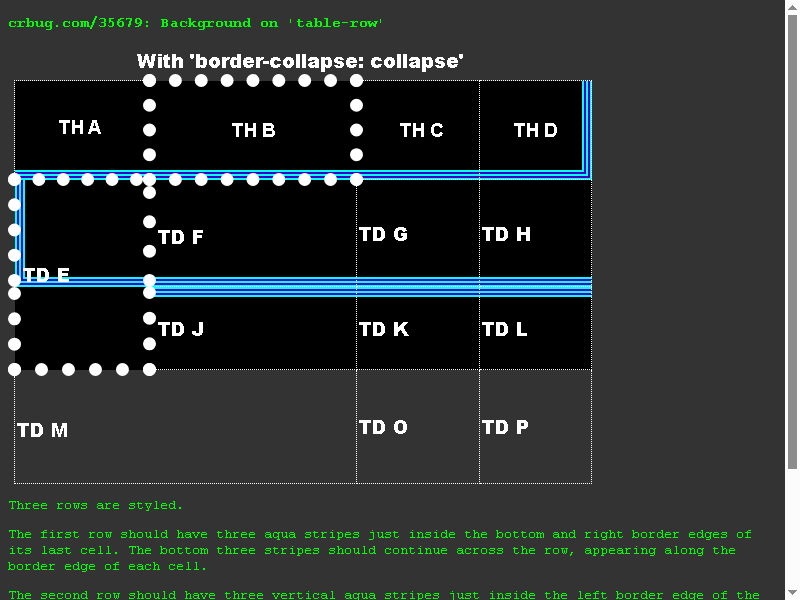 crbug.com/35679: Background on 'table-row'
With 'border-collapse: collapse'
TH A TH B TH C TH D
TD E TD F TD G TD H
TD J TD K TD L
TD M TD O TD P
Three rows are styled.
The first row should have three aqua stripes just inside the bottom and right border edges of
its last cell. The bottom three stripes should continue across the row, appearing along the
border edge of each cell.
The second row should have three vertical aqua stripes just inside the left border edge of the